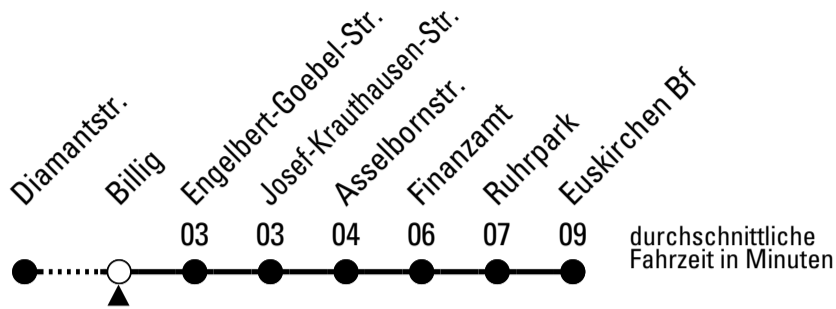 Diamantstr.
Billig
Engelbert-Goebel-Str.
Josef-Krauthausen-Str.
Asselbornstr.
Finanzamt
Ruhrpark
Euskirchen Bf
03 03 04 06 07 09
durchschnittliche
Fahrzeit in Minuten